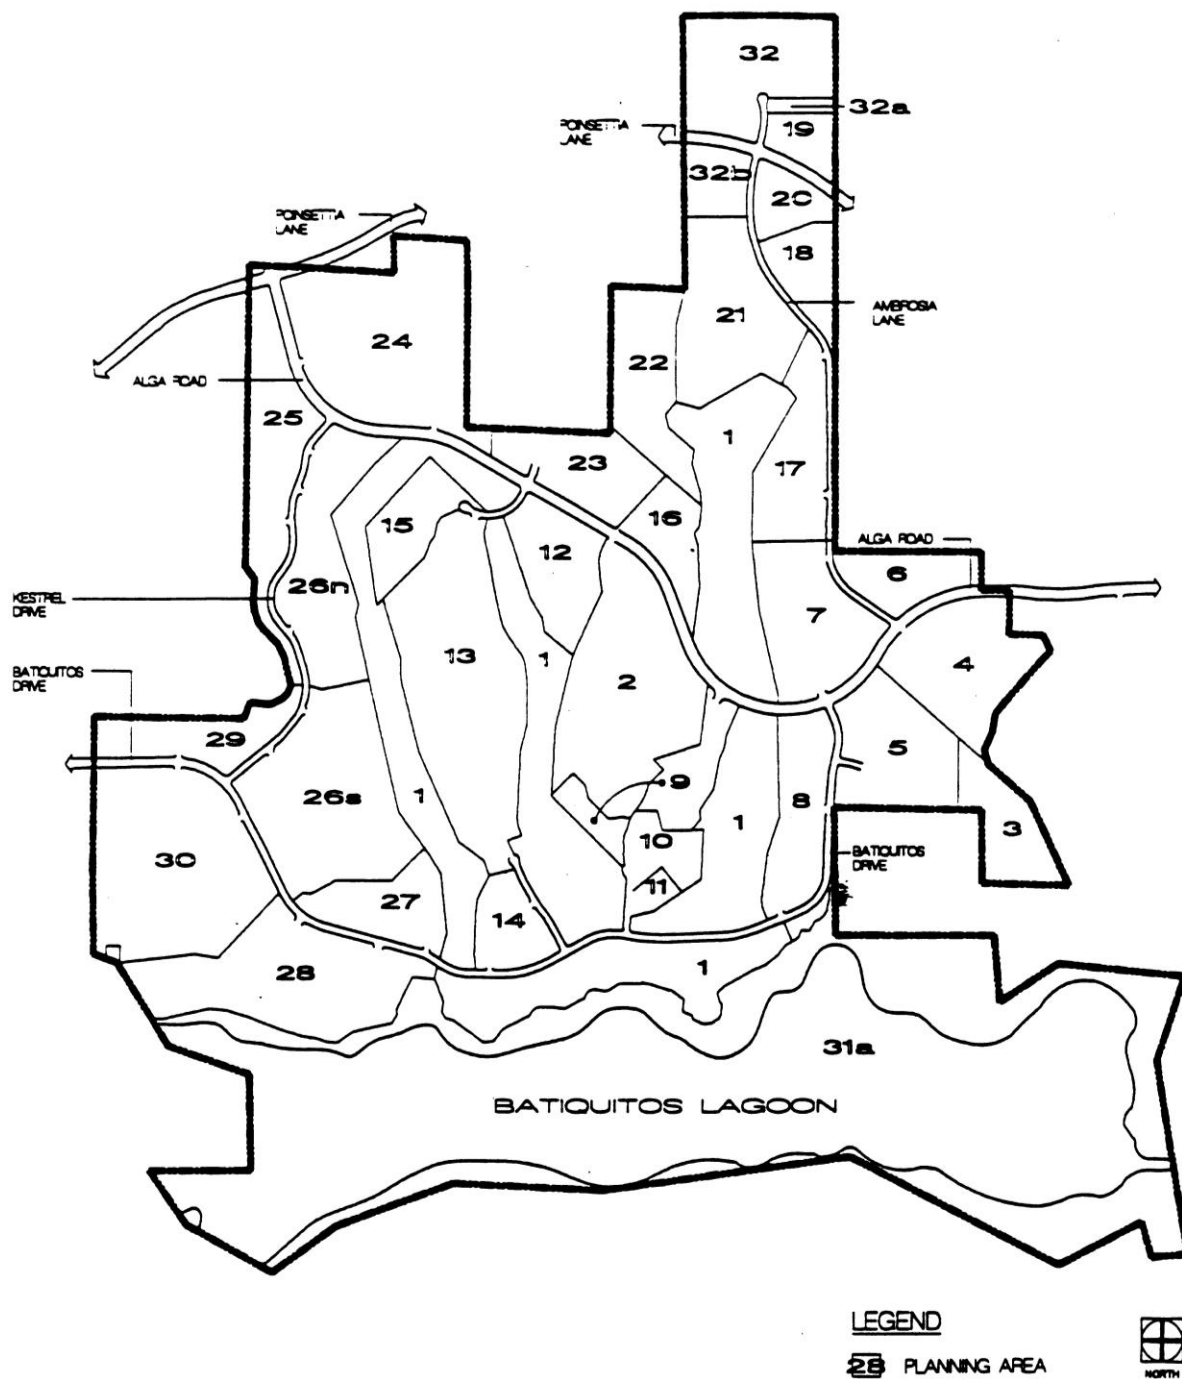 32
32a
19
POINSETTIA
LANE
32b
20
POINSETTIA
LANE
18
21
AMBROSIA
LANE
24
22
ALGA ROAD
25
1
23
17
15
16
12
ALGA ROAD
6
26n
KESTREL
DRIVE
7
13
1
2
4
BATIQUITOS
DRIVE
29
5
9
26s
1
8
1
3
10
BATIQUITOS
DRIVE
30
11
27
14
28
1
31a
BATIQUITOS LAGOON
LEGEND
28 PLANNING AREA
NORTH